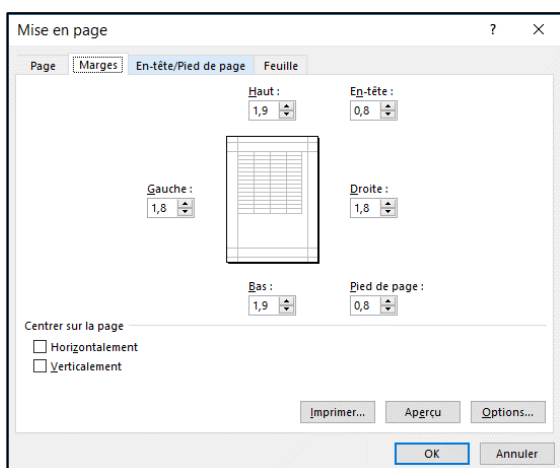 Mise en page ? ×
Page Marges En-tête/Pied de page Feuille
Haut : En-tête :
1,9 0,8
Gauche : Droite :
1,8 1,8
Bas : Pied de page :
1,9 0,8
Centrer sur la page
Horizontalement
Verticalement
Imprimer... Aperçu Options...
OK Annuler